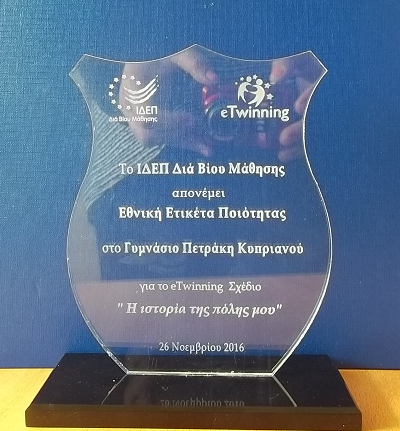 ΙΔΕΠ
Διά Βίου Μάθησης
eTwinning
Το ΙΔΕΠ Διά Βίου Μάθησης
απονέμει
Εθνική Ετικέτα Ποιότητας
στο Γυμνάσιο Πετράκη Κυπριανού
για το eTwinning Σχέδιο
" Η ιστορία της πόλης μου"
26 Νοεμβρίου 2016